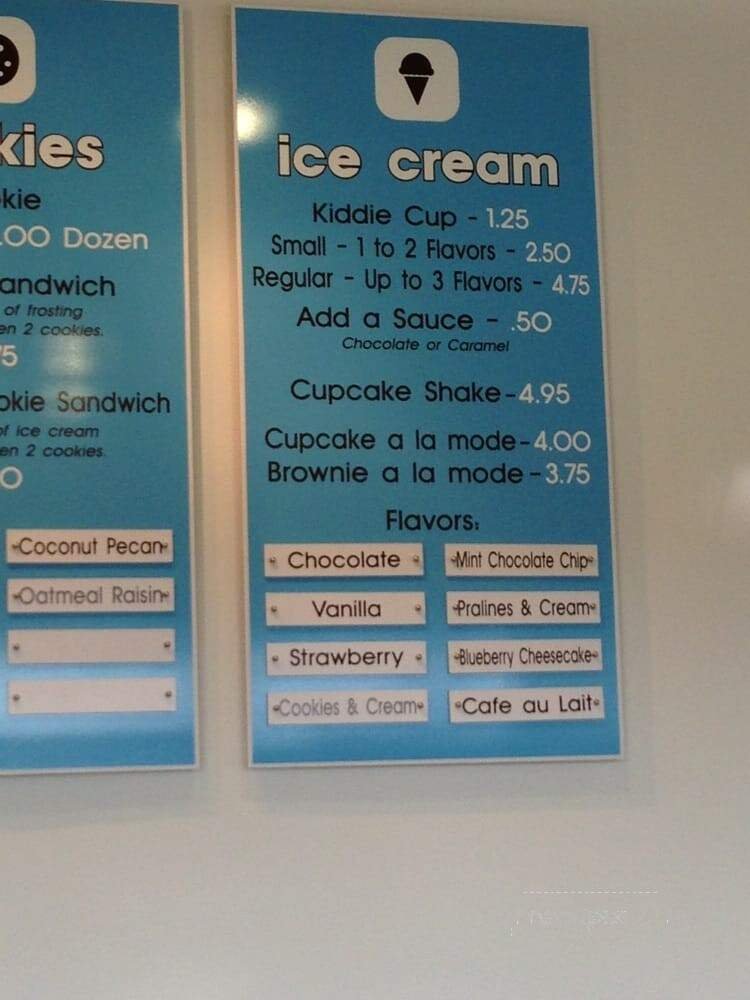 kies
kie
.00 Dozen
andwich
of frosting
en 2 cookies.
75
okie Sandwich
of ice cream
en 2 cookies.
0
Coconut Pecan
Oatmeal Raisin
ice cream
Kiddie Cup - 1.25
Small - 1 to 2 Flavors - 2.50
Regular - Up to 3 Flavors - 4.75
Add a Sauce - .50
Chocolate or Caramel
Cupcake Shake - 4.95
Cupcake a la mode - 4.00
Brownie a la mode - 3.75
Flavors:
Chocolate Mint Chocolate Chip
Vanilla Pralines & Cream
Strawberry Blueberry Cheesecake
Cookies & Cream Cafe au Lait